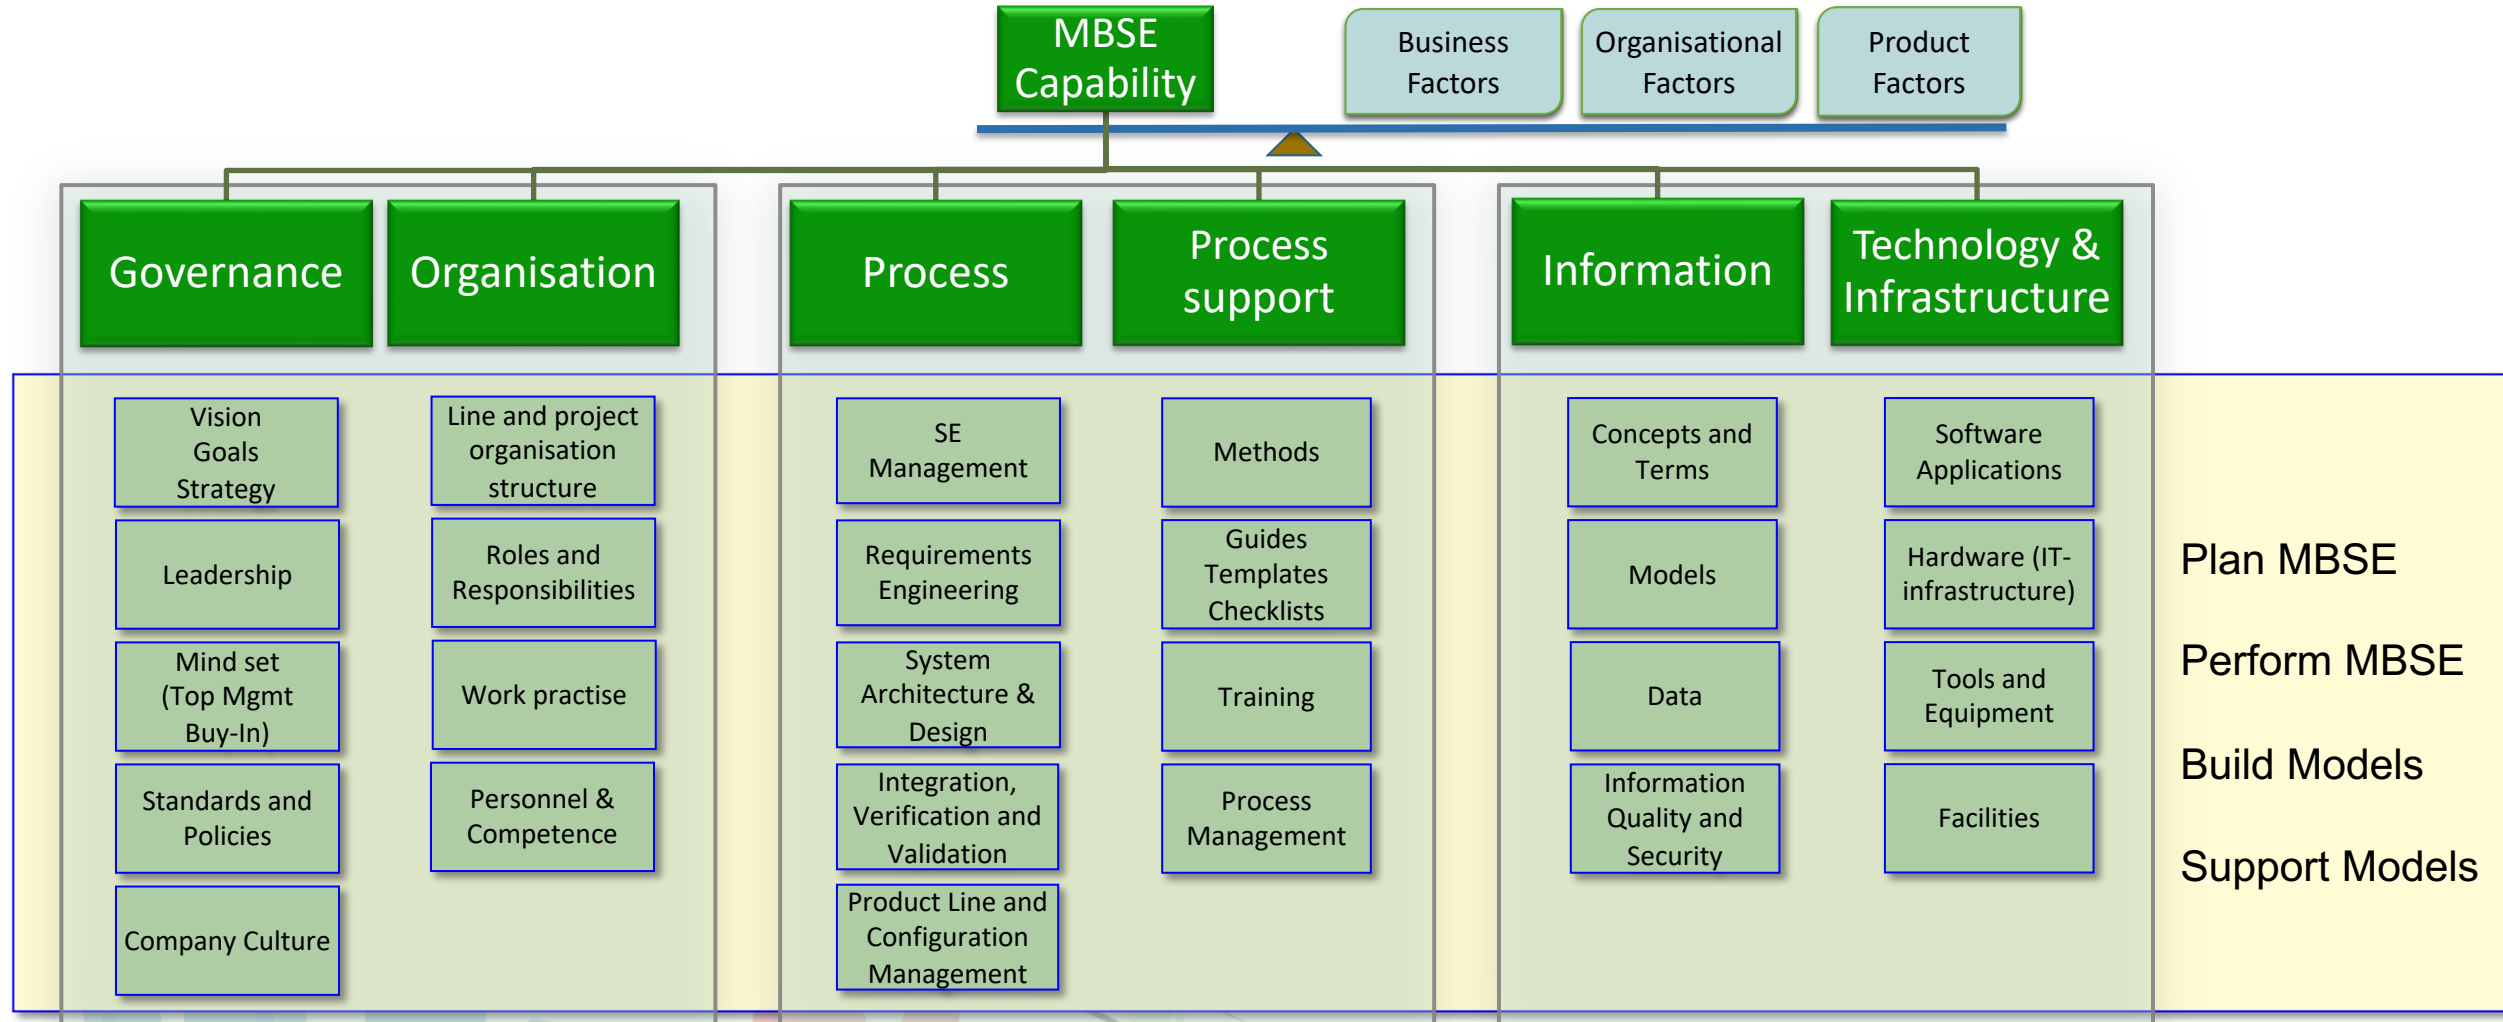 MBSE
Capability
Business
Factors
Organisational
Factors
Product
Factors
Governance
Organisation
Process
Process
support
Information
Technology &
Infrastructure
Vision
Goals
Strategy
Leadership
Mind set
(Top Mgmt
Buy-In)
Standards and
Policies
Company Culture
Line and project
organisation
structure
Roles and
Responsibilities
Work practise
Personnel &
Competence
SE
Management
Requirements
Engineering
System
Architecture &
Design
Integration,
Verification and
Validation
Product Line and
Configuration
Management
Methods
Guides
Templates
Checklists
Training
Process
Management
Concepts and
Terms
Models
Data
Information
Quality and
Security
Software
Applications
Hardware (IT-
infrastructure)
Tools and
Equipment
Facilities
Plan MBSE
Perform MBSE
Build Models
Support Models